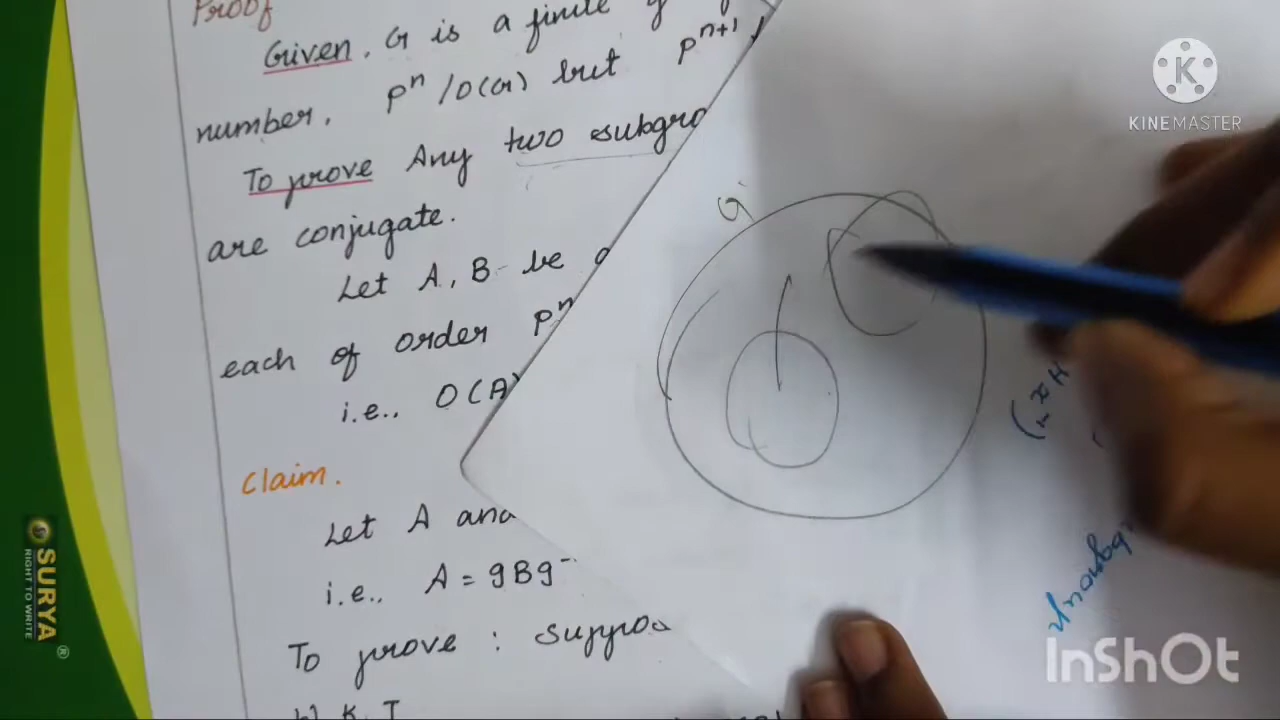 Proof
Given. G is a finite
number. pⁿ/O(G) but pⁿ⁺¹
To prove Any two subgro
are conjugate.
Let A, B be
each of order pⁿ
i.e., O(A)
Claim.
Let A and
i.e., A = gBg⁻
To prove : Suppos
W.K.T
G
SURYA
RIGHT TO WRITE
KINEMASTER
InShOt